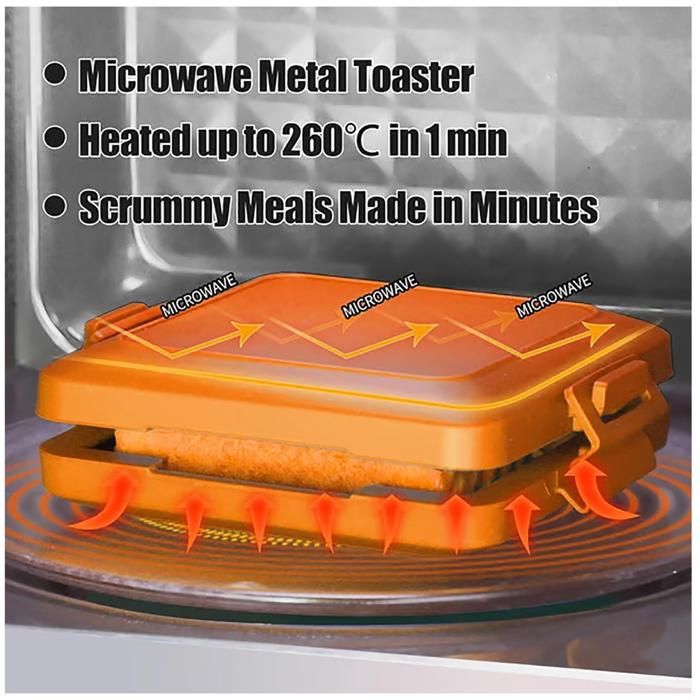 ● Microwave Metal Toaster
● Heated up to 260℃ in 1 min
● Scrummy Meals Made in Minutes
MICROWAVE
MICROWAVE
MICROWAVE